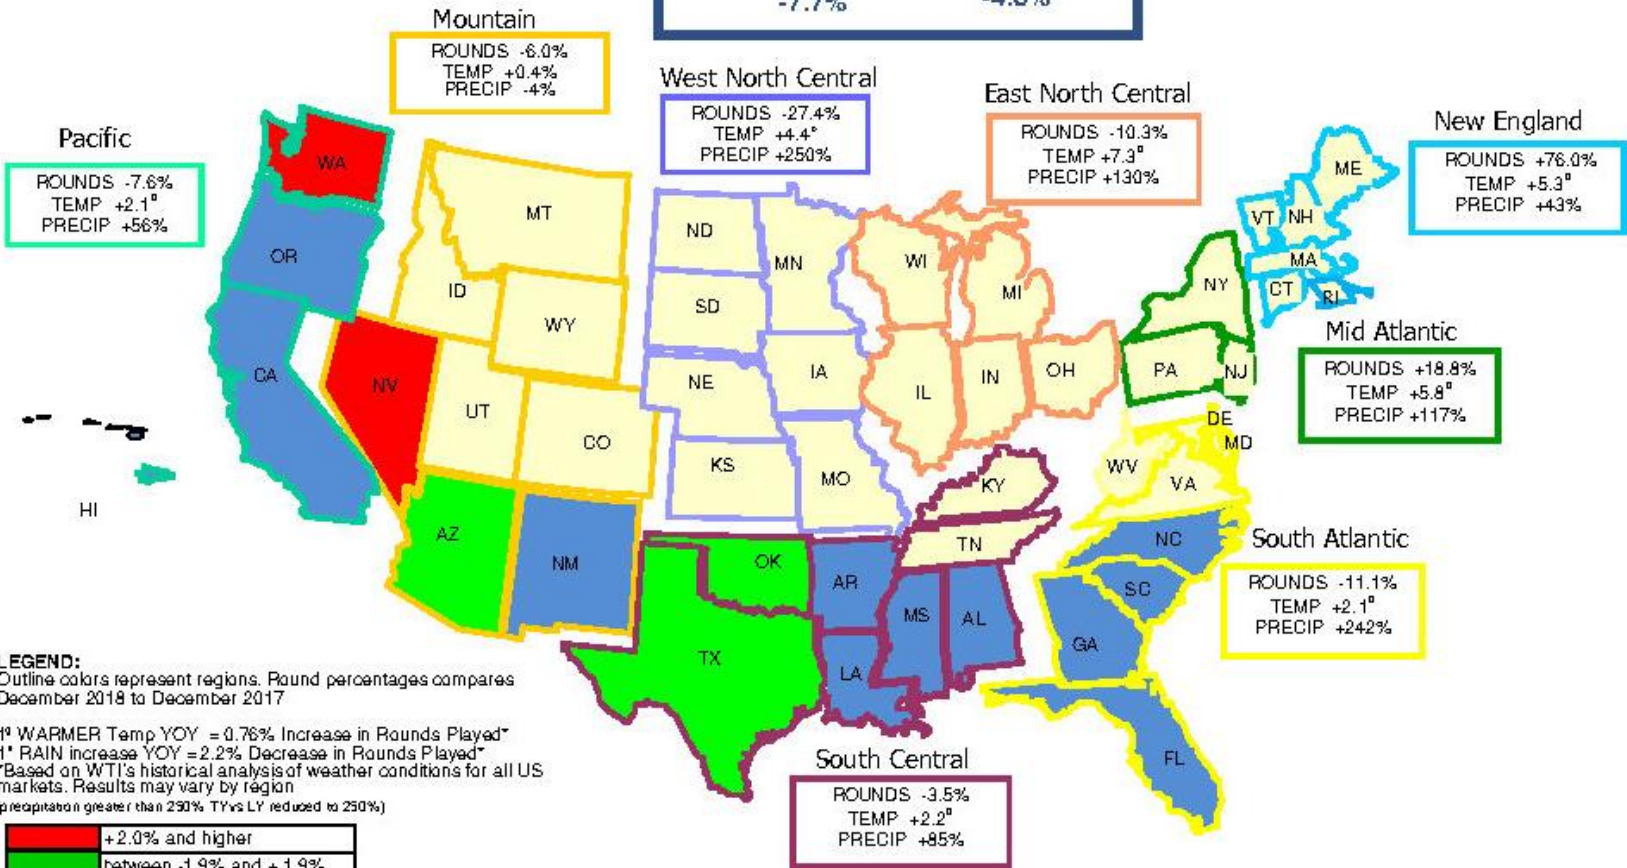 -7.7%
Mountain
ROUNDS -6.0%
TEMP +0.4%
PRECIP -4%
West North Central
ROUNDS -27.4%
TEMP +4.4°
PRECIP +250%
East North Central
ROUNDS -10.3%
TEMP +7.3°
PRECIP +130%
New England
ROUNDS +76.0%
TEMP +5.3°
PRECIP +43%
Pacific
ROUNDS -7.6%
TEMP +2.1°
PRECIP +56%
Mid Atlantic
ROUNDS +18.8%
TEMP +5.8°
PRECIP +117%
South Atlantic
ROUNDS -11.1%
TEMP +2.1°
PRECIP +242%
South Central
ROUNDS -3.5%
TEMP +2.2°
PRECIP +85%
WA
OR
CA
HI
MT
ID
WY
NV
UT
CO
AZ
NM
ND
SD
NE
KS
MN
IA
MO
WI
MI
IL
IN
OH
KY
TN
OK
TX
AR
LA
MS
AL
ME
VT
NH
MA
CT
RI
NY
PA
NJ
DE
MD
WV
VA
NC
SC
GA
FL
LEGEND:
Outline colors represent regions. Round percentages compares
December 2018 to December 2017
1º WARMER Temp YOY = 0.76% Increase in Rounds Played*
1" RAIN increase YOY = 2.2% Decrease in Rounds Played*
*Based on WTI's historical analysis of weather conditions for all US
markets. Results may vary by region
precipitation greater than 250% TY vs LY reduced to 250%)
+2.0% and higher
between -1.9% and + 1.9%